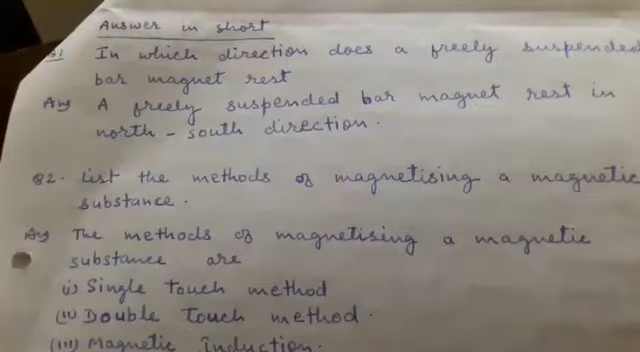 Answer in short
Q1 In which direction does a freely suspended
bar magnet rest
Ans A freely suspended bar magnet rest in
north - south direction.
Q2. List the methods of magnetising a magnetic
substance.
Ans The methods of magnetising a magnetic
substance are
(i) Single Touch method
(ii) Double Touch method.
(iii) Magnetic Induction.